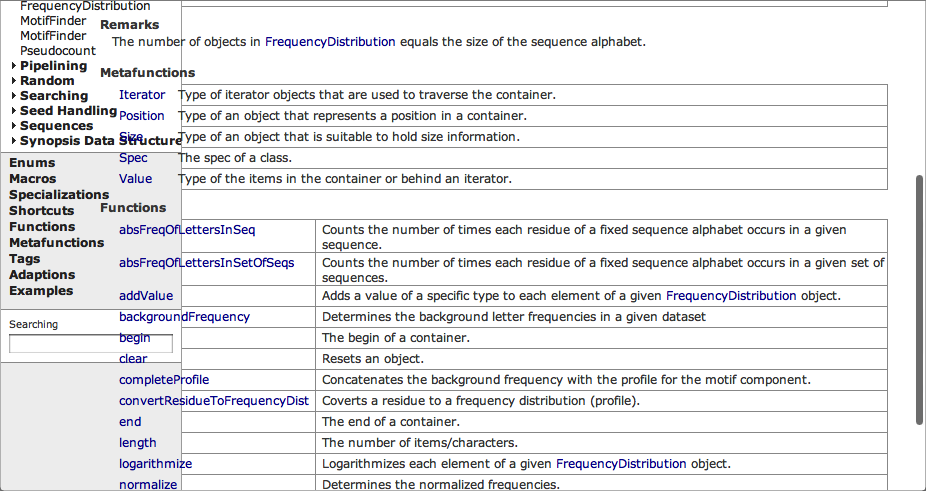 FrequencyDistribution
MotifFinder
MotifFinder
Pseudocount
Pipelining
Random
Searching
Seed Handling
Sequences
Synopsis Data Structure
Enums
Macros
Specializations
Shortcuts
Functions
Metafunctions
Tags
Adaptions
Examples
Searching
Remarks
The number of objects in FrequencyDistribution equals the size of the sequence alphabet.
Metafunctions
Iterator Type of iterator objects that are used to traverse the container.
Position Type of an object that represents a position in a container.
Size Type of an object that is suitable to hold size information.
Spec The spec of a class.
Value Type of the items in the container or behind an iterator.
Functions
absFreqOfLettersInSeq Counts the number of times each residue of a fixed sequence alphabet occurs in a given
sequence.
absFreqOfLettersInSetOfSeqs Counts the number of times each residue of a fixed sequence alphabet occurs in a given set of
sequences.
addValue Adds a value of a specific type to each element of a given FrequencyDistribution object.
backgroundFrequency Determines the background letter frequencies in a given dataset
begin The begin of a container.
clear Resets an object.
completeProfile Concatenates the background frequency with the profile for the motif component.
convertResidueToFrequencyDist Coverts a residue to a frequency distribution (profile).
end The end of a container.
length The number of items/characters.
logarithmize Logarithmizes each element of a given FrequencyDistribution object.
normalize Determines the normalized frequencies.